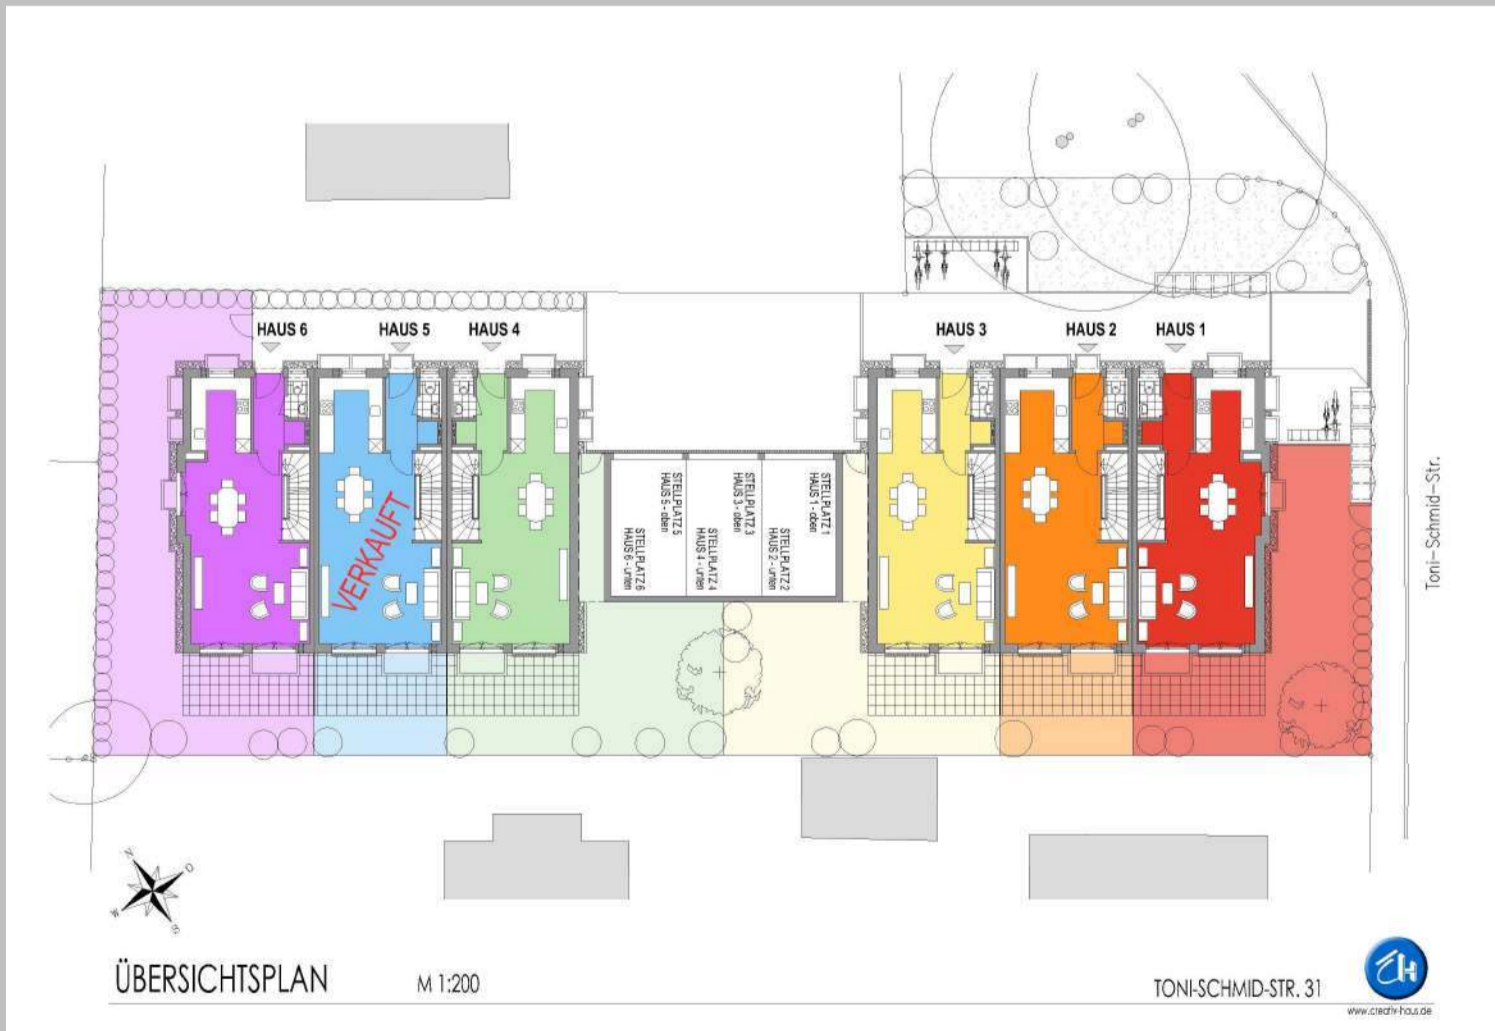 HAUS 6
HAUS 5
HAUS 4
HAUS 3
HAUS 2
HAUS 1
VERKAUFT
STELLPLATZ 6
HAUS 6 - unten
STELLPLATZ 5
HAUS 5 - oben
STELLPLATZ 4
HAUS 4 - unten
STELLPLATZ 3
HAUS 3 - oben
STELLPLATZ 2
HAUS 2 - unten
STELLPLATZ 1
HAUS 1 - oben
Toni-Schmid-Str.
N
O
W
S
ÜBERSICHTSPLAN
M 1:200
TONI-SCHMID-STR. 31
CH
www.creativ-haus.de